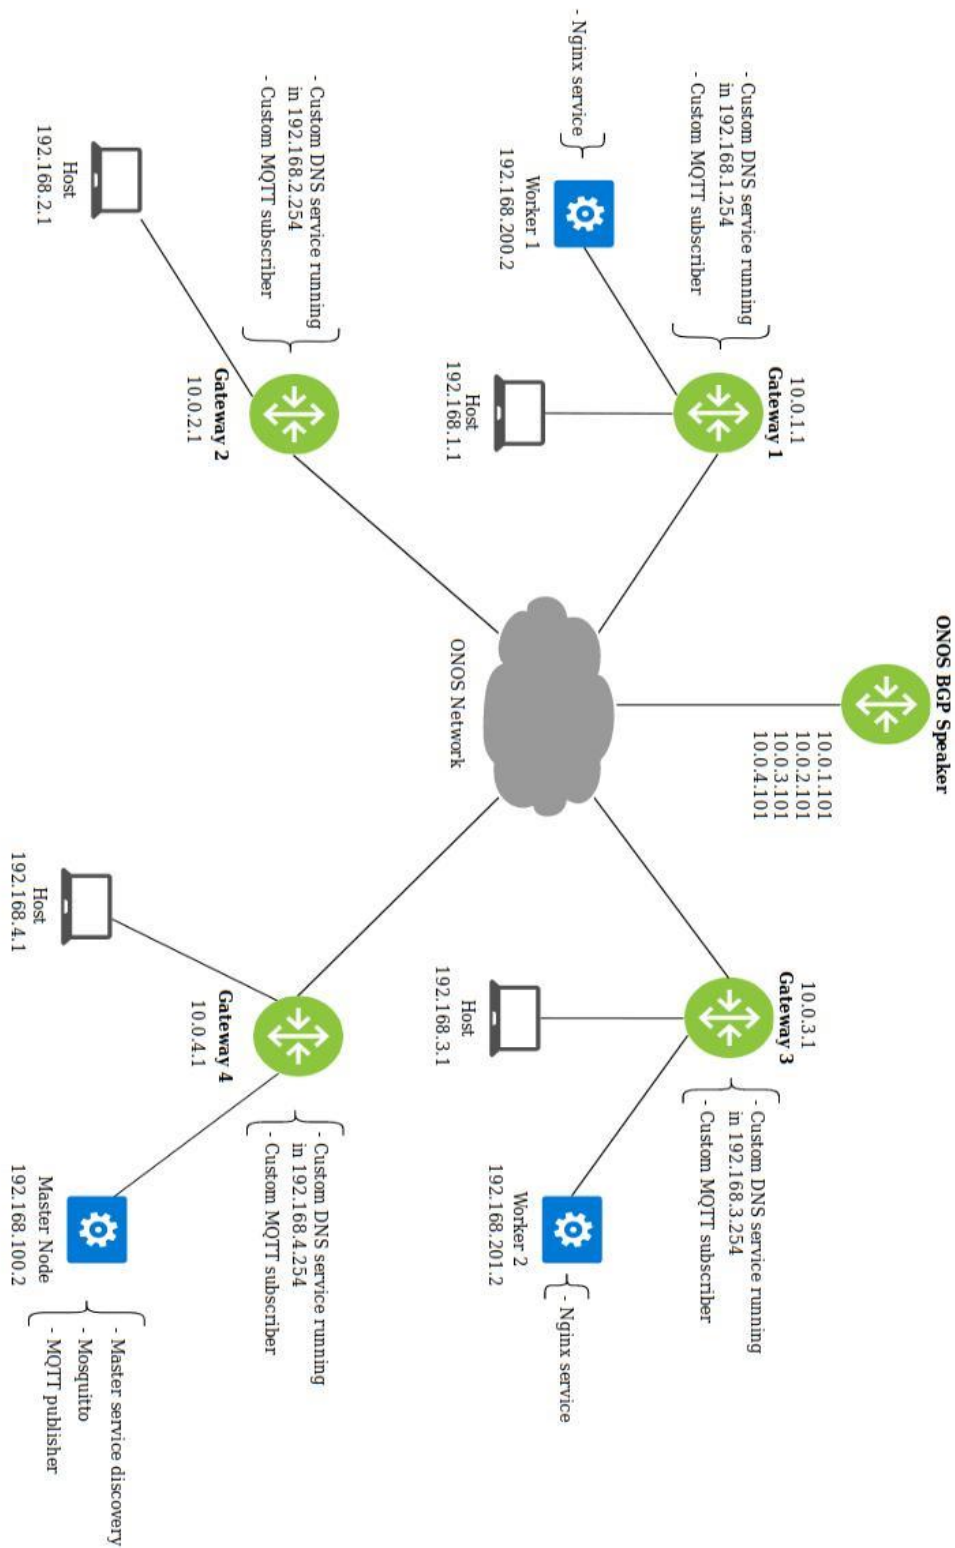 ONOS BGP Speaker
10.0.1.101
10.0.2.101
10.0.3.101
10.0.4.101
10.0.1.1
Gateway 1
- Custom DNS service running
in 192.168.1.254
- Custom MQTT subscriber
- Nginx service
Worker 1
192.168.200.2
Host
192.168.1.1
10.0.3.1
Gateway 3
- Custom DNS service running
in 192.168.3.254
- Custom MQTT subscriber
Host
192.168.3.1
Worker 2
192.168.201.2
- Nginx service
ONOS Network
- Custom DNS service running
in 192.168.2.254
- Custom MQTT subscriber
Gateway 2
10.0.2.1
Host
192.168.2.1
Gateway 4
10.0.4.1
- Custom DNS service running
in 192.168.4.254
- Custom MQTT subscriber
Host
192.168.4.1
Master Node
192.168.100.2
- Master service discovery
- Mosquitto
- MQTT publisher